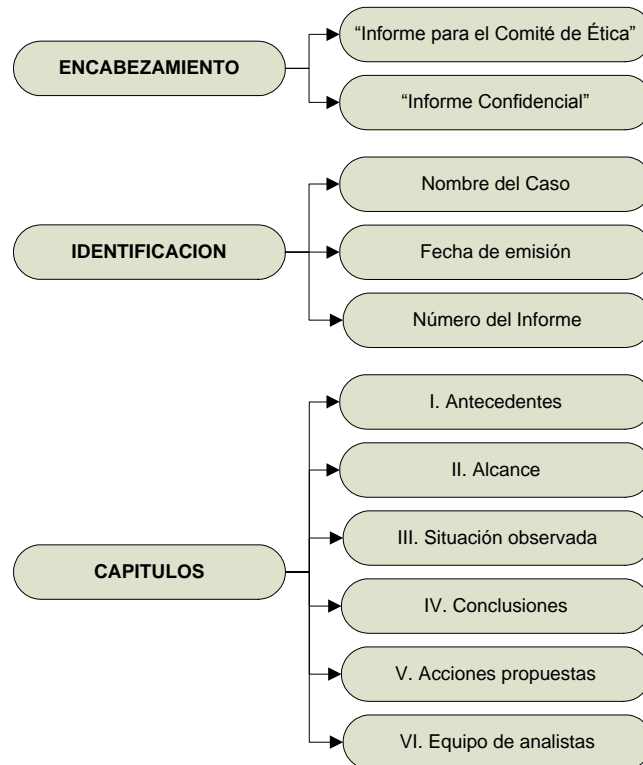 ENCABEZAMIENTO
“Informe para el Comité de Ética”
“Informe Confidencial”
IDENTIFICACION
Nombre del Caso
Fecha de emisión
Número del Informe
CAPITULOS
I. Antecedentes
II. Alcance
III. Situación observada
IV. Conclusiones
V. Acciones propuestas
VI. Equipo de analistas